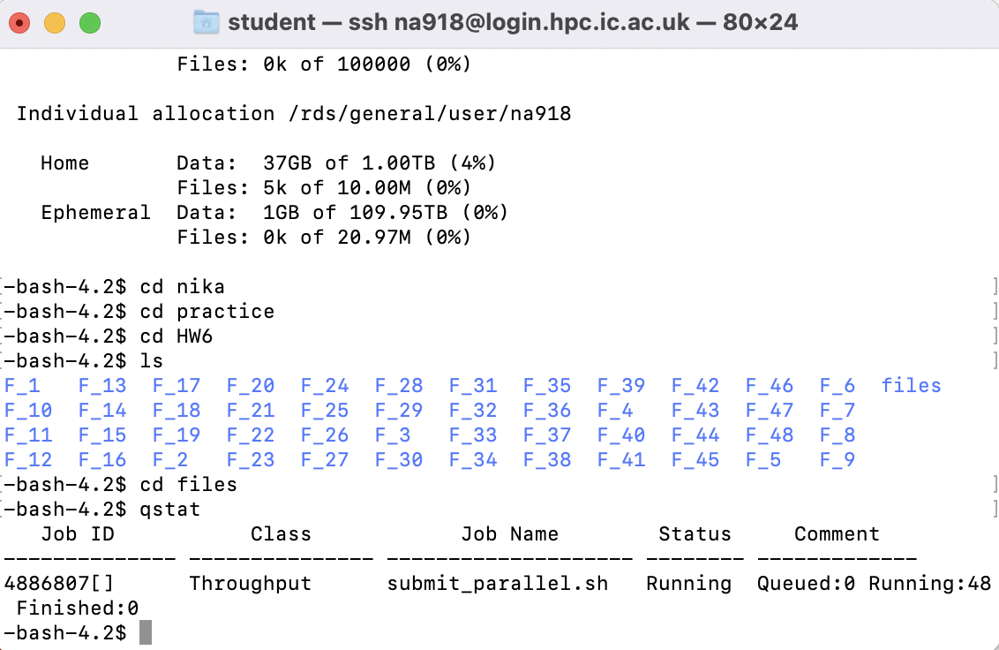 student — ssh na918@login.hpc.ic.ac.uk — 80×24
Files: 0k of 100000 (0%)
Individual allocation /rds/general/user/na918
Home Data: 37GB of 1.00TB (4%)
Files: 5k of 10.00M (0%)
Ephemeral Data: 1GB of 109.95TB (0%)
Files: 0k of 20.97M (0%)
[-bash-4.2$ cd nika ]
[-bash-4.2$ cd practice ]
[-bash-4.2$ cd HW6 ]
[-bash-4.2$ ls ]
F_1 F_13 F_17 F_20 F_24 F_28 F_31 F_35 F_39 F_42 F_46 F_6 files
F_10 F_14 F_18 F_21 F_25 F_29 F_32 F_36 F_4 F_43 F_47 F_7
F_11 F_15 F_19 F_22 F_26 F_3 F_33 F_37 F_40 F_44 F_48 F_8
F_12 F_16 F_2 F_23 F_27 F_30 F_34 F_38 F_41 F_45 F_5 F_9
[-bash-4.2$ cd files ]
[-bash-4.2$ qstat ]
Job ID Class Job Name Status Comment
-------------- --------------- -------------------- -------- -------------
4886807[] Throughput submit_parallel.sh Running Queued:0 Running:48
Finished:0
-bash-4.2$